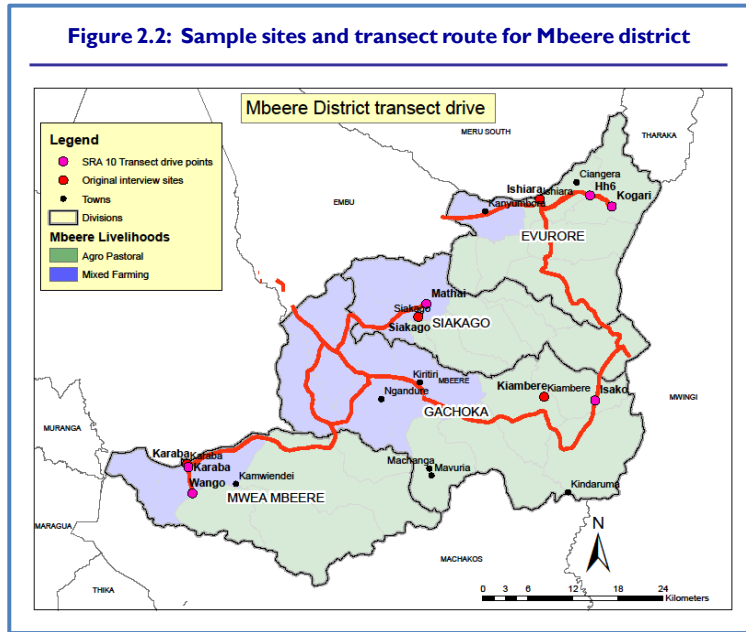 Figure 2.2: Sample sites and transect route for Mbeere district
Mbeere District transect drive
Legend
SRA 10 Transect drive points
Original interview sites
Towns
Divisions
Mbeere Livelihoods
Agro Pastoral
Mixed Farming
MERU SOUTH
THARAKA
EMBU
Ciangera
Ishiara
Ishiara
Hh6
Kanyumbore
Kogari
EVURORE
Mathai
Siakago
SIAKAGO
Siakago
Kiritiri
MBEERE
Kiambere
Kiambere
Isako
Ngandure
GACHOKA
MWINGI
MURANGA
Karaba
Karaba
Karaba
Machanga
Mavuria
Kamwiendei
Wango
MWEA MBEERE
Kindaruma
MARAGUA
N
MACHAKOS
THIKA
0 3 6 12 18 24
Kilometers